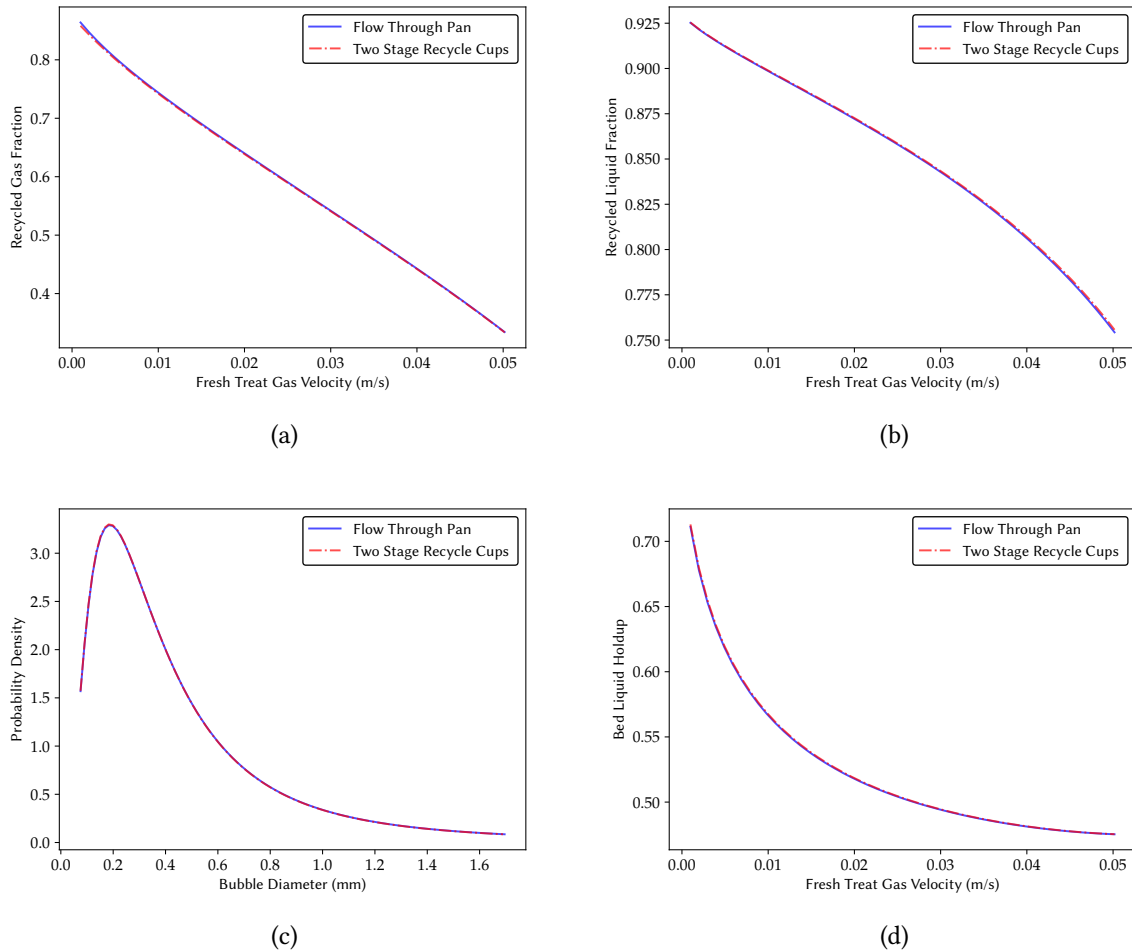 Flow Through Pan
Two Stage Recycle Cups
0.8
0.7
0.6
0.5
0.4
Recycled Gas Fraction
0.00
0.01
0.02
0.03
0.04
0.05
Fresh Treat Gas Velocity (m/s)
(a)
Flow Through Pan
Two Stage Recycle Cups
0.925
0.900
0.875
0.850
0.825
0.800
0.775
0.750
Recycled Liquid Fraction
0.00
0.01
0.02
0.03
0.04
0.05
Fresh Treat Gas Velocity (m/s)
(b)
Flow Through Pan
Two Stage Recycle Cups
3.0
2.5
2.0
1.5
1.0
0.5
0.0
Probability Density
0.0
0.2
0.4
0.6
0.8
1.0
1.2
1.4
1.6
Bubble Diameter (mm)
(c)
Flow Through Pan
Two Stage Recycle Cups
0.70
0.65
0.60
0.55
0.50
Bed Liquid Holdup
0.00
0.01
0.02
0.03
0.04
0.05
Fresh Treat Gas Velocity (m/s)
(d)